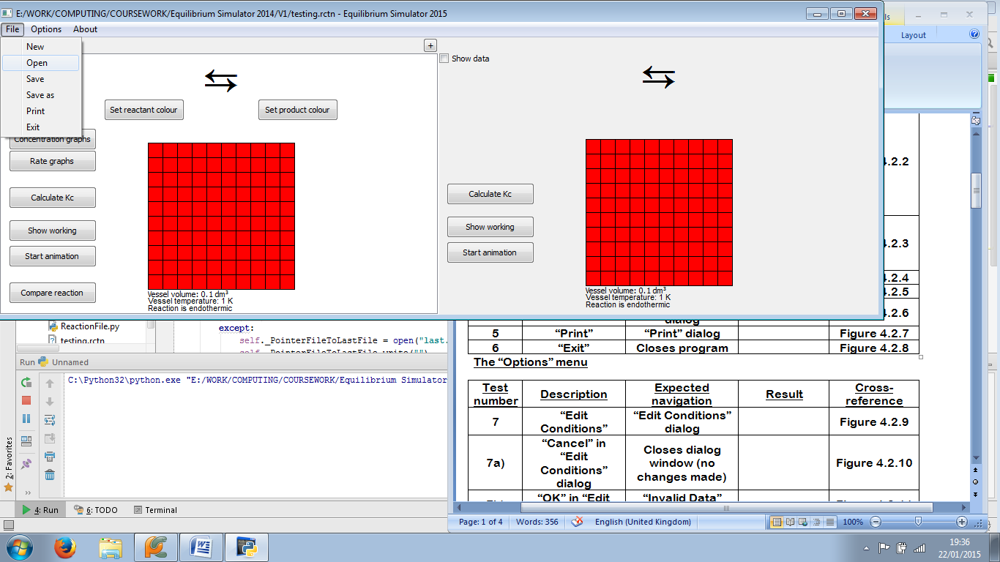 E:/WORK/COMPUTING/COURSEWORK/Equilibrium Simulator 2014/V1/testing.rctn - Equilibrium Simulator 2015
File Options About
New
Open
Save
Save as
Print
Exit
+
⇆
Set reactant colour
Set product colour
Concentration graphs
Rate graphs
Calculate Kc
Show working
Start animation
Compare reaction
Vessel volume: 0.1 dm³
Vessel temperature: 1 K
Reaction is endothermic
Show data
⇆
Calculate Kc
Show working
Start animation
Vessel volume: 0.1 dm³
Vessel temperature: 1 K
Reaction is endothermic
Layout
4.2.2
4.2.3
4.2.4
4.2.5
4.2.6
dialog
5 “Print” “Print” dialog Figure 4.2.7
6 “Exit” Closes program Figure 4.2.8
The “Options” menu
Test number Description Expected navigation Result Cross-reference
7 “Edit Conditions” “Edit Conditions” dialog Figure 4.2.9
7a) “Cancel” in “Edit Conditions” dialog Closes dialog window (no changes made) Figure 4.2.10
“OK” in “Edit “Invalid Data”
Page: 1 of 4 Words: 356 English (United Kingdom) 100%
ReactionFile.py
testing.rctn
except:
self._PointerFileToLastFile = open("last.
self._PointerFileToLastFile.write("")
Run Unnamed
C:\Python32\python.exe "E:/WORK/COMPUTING/COURSEWORK/Equilibrium Simulator
2: Favorites
4: Run 6: TODO Terminal
19:36
22/01/2015